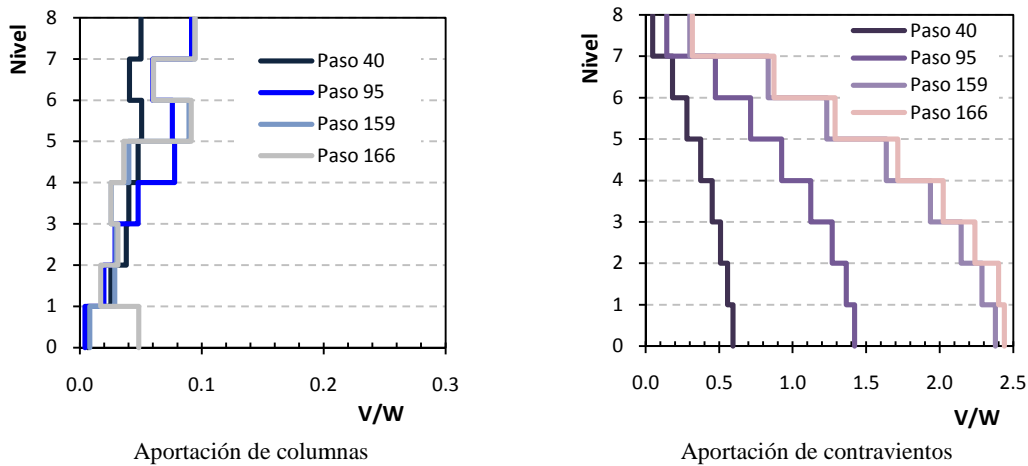 Nivel
8
7
6
5
4
3
2
1
0
Paso 40
Paso 95
Paso 159
Paso 166
0.0 0.1 0.2 0.3
V/W
Aportación de columnas
Nivel
8
7
6
5
4
3
2
1
0
Paso 40
Paso 95
Paso 159
Paso 166
0.0 0.5 1.0 1.5 2.0 2.5
V/W
Aportación de contravientos